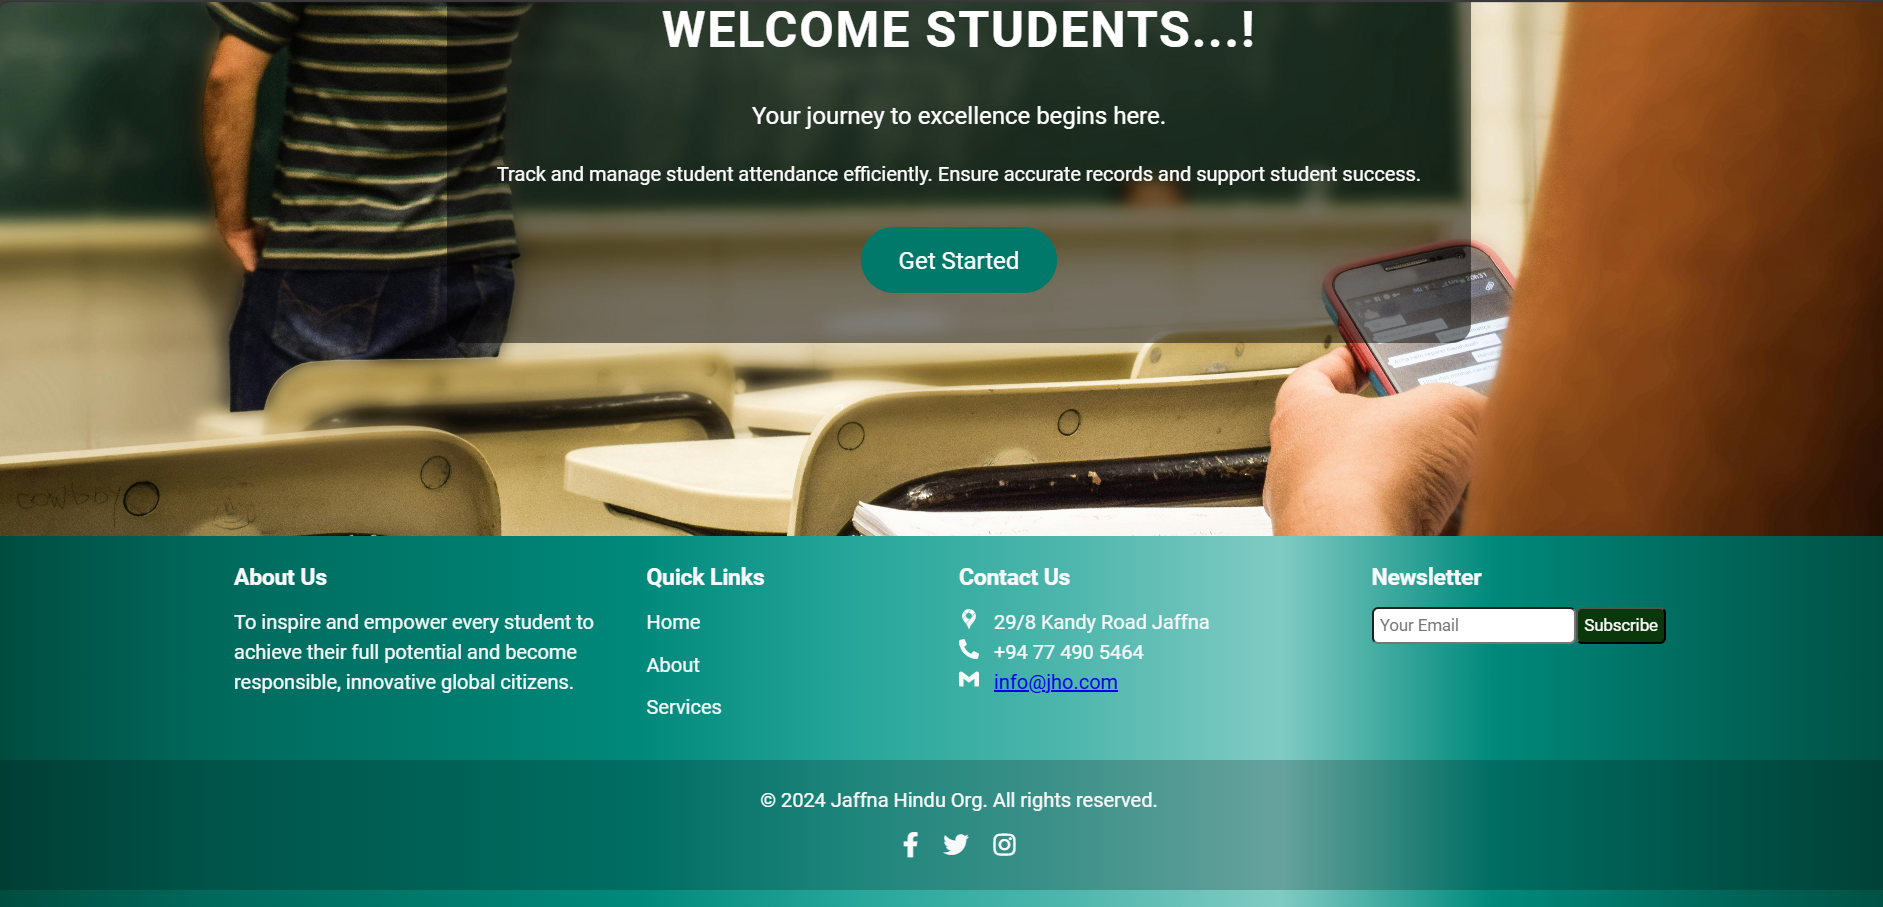 WELCOME STUDENTS...!
Your journey to excellence begins here.
Track and manage student attendance efficiently. Ensure accurate records and support student success.
Get Started
cowboy
About Us
To inspire and empower every student to
achieve their full potential and become
responsible, innovative global citizens.
Quick Links
Home
About
Services
Contact Us
29/8 Kandy Road Jaffna
+94 77 490 5464
info@jho.com
Newsletter
Your Email
Subscribe
© 2024 Jaffna Hindu Org. All rights reserved.